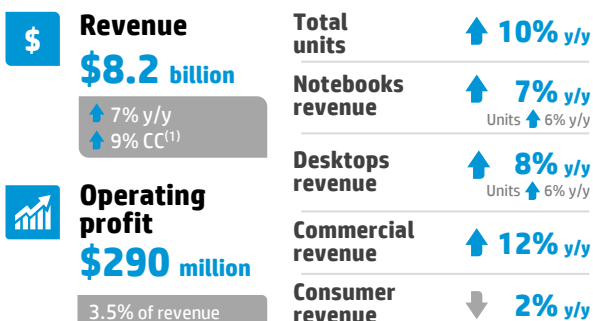 $
Revenue
$8.2 billion
7% y/y
9% CC(1)
Operating
profit
$290 million
3.5% of revenue
Total
units
10% y/y
Notebooks
revenue
7% y/y
Units 6% y/y
Desktops
revenue
8% y/y
Units 6% y/y
Commercial
revenue
12% y/y
Consumer
revenue
2% y/y